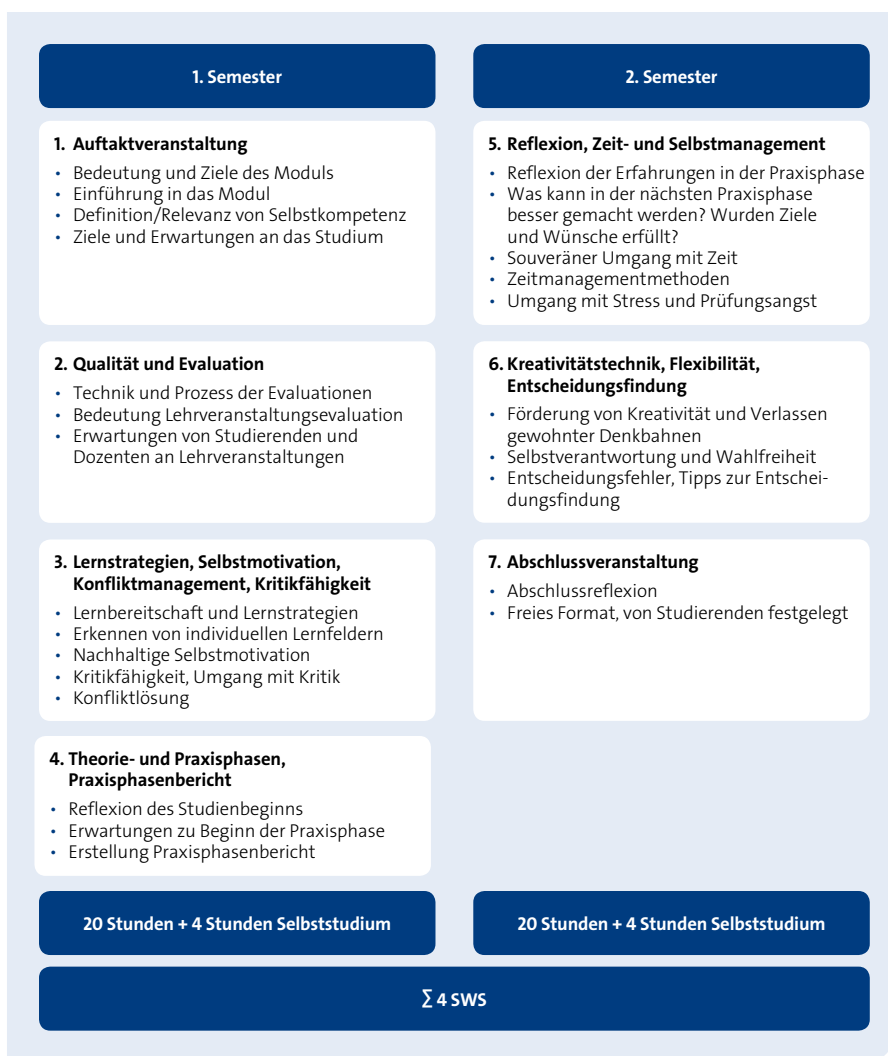 1. Semester
1. Auftaktveranstaltung
• Bedeutung und Ziele des Moduls
• Einführung in das Modul
• Definition/Relevanz von Selbstkompetenz
• Ziele und Erwartungen an das Studium
2. Qualität und Evaluation
• Technik und Prozess der Evaluationen
• Bedeutung Lehrveranstaltungsevaluation
• Erwartungen von Studierenden und
Dozenten an Lehrveranstaltungen
3. Lernstrategien, Selbstmotivation,
Konfliktmanagement, Kritikfähigkeit
• Lernbereitschaft und Lernstrategien
• Erkennen von individuellen Lernfeldern
• Nachhaltige Selbstmotivation
• Kritikfähigkeit, Umgang mit Kritik
• Konfliktlösung
4. Theorie- und Praxisphasen,
Praxisphasenbericht
• Reflexion des Studienbeginns
• Erwartungen zu Beginn der Praxisphase
• Erstellung Praxisphasenbericht
20 Stunden + 4 Stunden Selbststudium
2. Semester
5. Reflexion, Zeit- und Selbstmanagement
• Reflexion der Erfahrungen in der Praxisphase
• Was kann in der nächsten Praxisphase
besser gemacht werden? Wurden Ziele
und Wünsche erfüllt?
• Souveräner Umgang mit Zeit
• Zeitmanagementmethoden
• Umgang mit Stress und Prüfungsangst
6. Kreativitätstechnik, Flexibilität,
Entscheidungsfindung
• Förderung von Kreativität und Verlassen
gewohnter Denkbahnen
• Selbstverantwortung und Wahlfreiheit
• Entscheidungsfehler, Tipps zur Entschei-
dungsfindung
7. Abschlussveranstaltung
• Abschlussreflexion
• Freies Format, von Studierenden festgelegt
20 Stunden + 4 Stunden Selbststudium
∑ 4 SWS